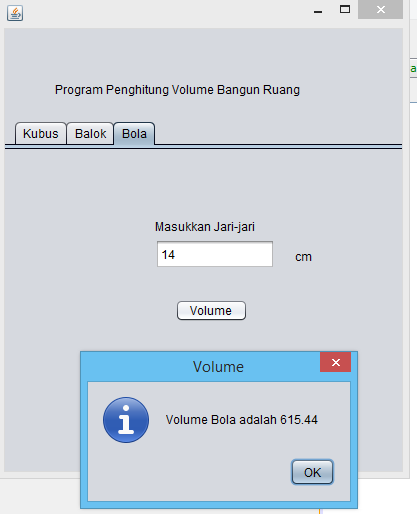 Program Penghitung Volume Bangun Ruang
Kubus Balok Bola
Masukkan Jari-jari
14 cm
Volume
Volume
Volume Bola adalah 615.44
OK
a